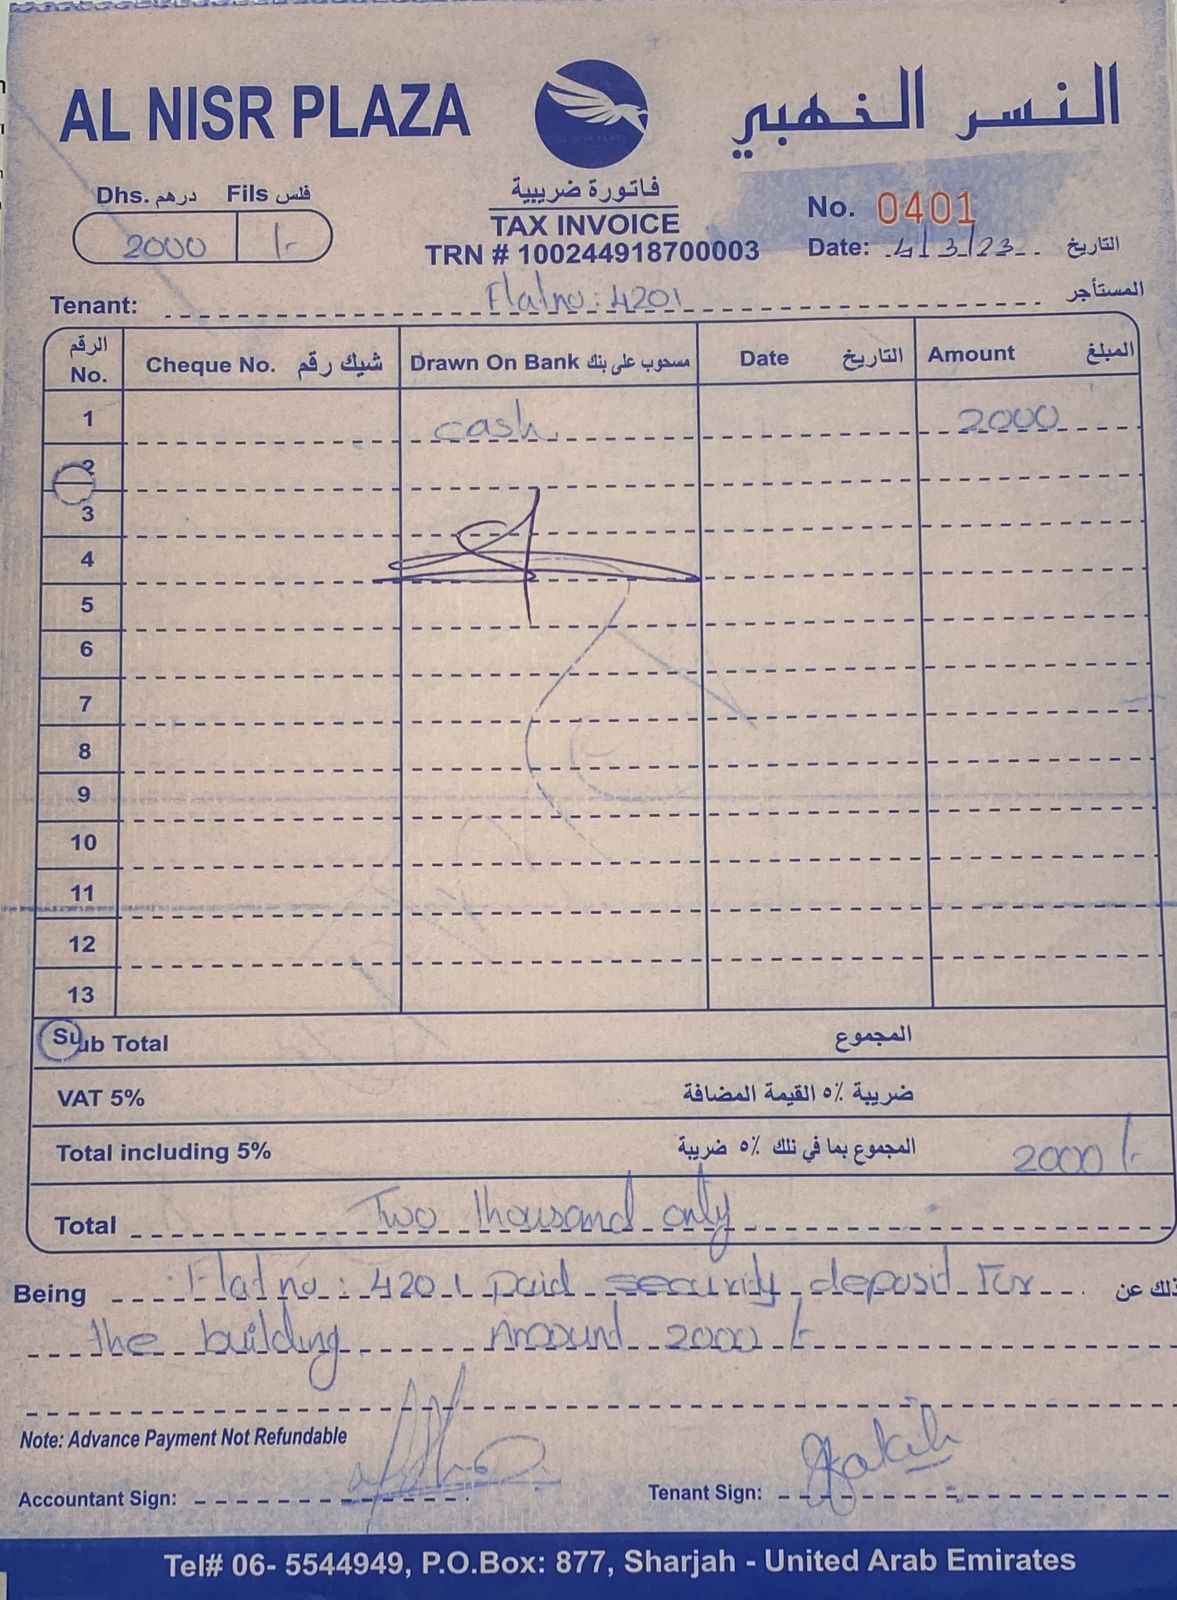 AL NISR PLAZA
النسر الذهبي
Dhs. درهم Fils فلس
2000 /-
فاتورة ضريبية
TAX INVOICE
TRN # 100244918700003
No. 0401
Date: 4/3/23 التاريخ
Tenant: Flat no: 4201 المستأجر
الرقم No. Cheque No. شيك رقم Drawn On Bank مسحوب على بنك Date التاريخ Amount المبلغ
1 cash 2000
2
3
4
5
6
7
8
9
10
11
12
13
Sub Total المجموع
VAT 5% ضريبة ٥٪ القيمة المضافة
Total including 5% المجموع بما في ذلك ٥٪ ضريبة 2000/-
Total Two thousand only
Being Flat no: 4201 paid security deposit for وذلك عن
the building Amound 2000/-
Note: Advance Payment Not Refundable
Accountant Sign: Tenant Sign:
Tel# 06- 5544949, P.O.Box: 877, Sharjah - United Arab Emirates